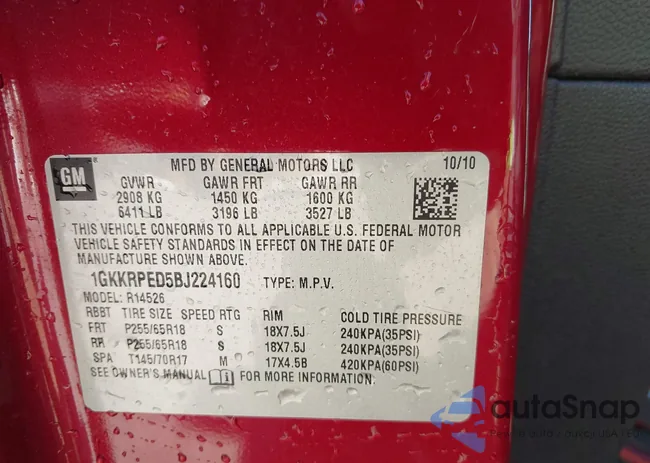 GM
MFD BY GENERAL MOTORS LLC 10/10
GVWR GAWR FRT GAWR RR
2908 KG 1450 KG 1600 KG
6411 LB 3196 LB 3527 LB
THIS VEHICLE CONFORMS TO ALL APPLICABLE U.S. FEDERAL MOTOR
VEHICLE SAFETY STANDARDS IN EFFECT ON THE DATE OF
MANUFACTURE SHOWN ABOVE.
1GKKRPED5BJ224160 TYPE: M.P.V.
MODEL: R14526
RBBT TIRE SIZE SPEED RTG RIM COLD TIRE PRESSURE
FRT P255/65R18 S 18X7.5J 240KPA(35PSI)
RR P255/65R18 S 18X7.5J 240KPA(35PSI)
SPA T145/70R17 M 17X4.5B 420KPA(60PSI)
SEE OWNER'S MANUAL FOR MORE INFORMATION.
autaSnap